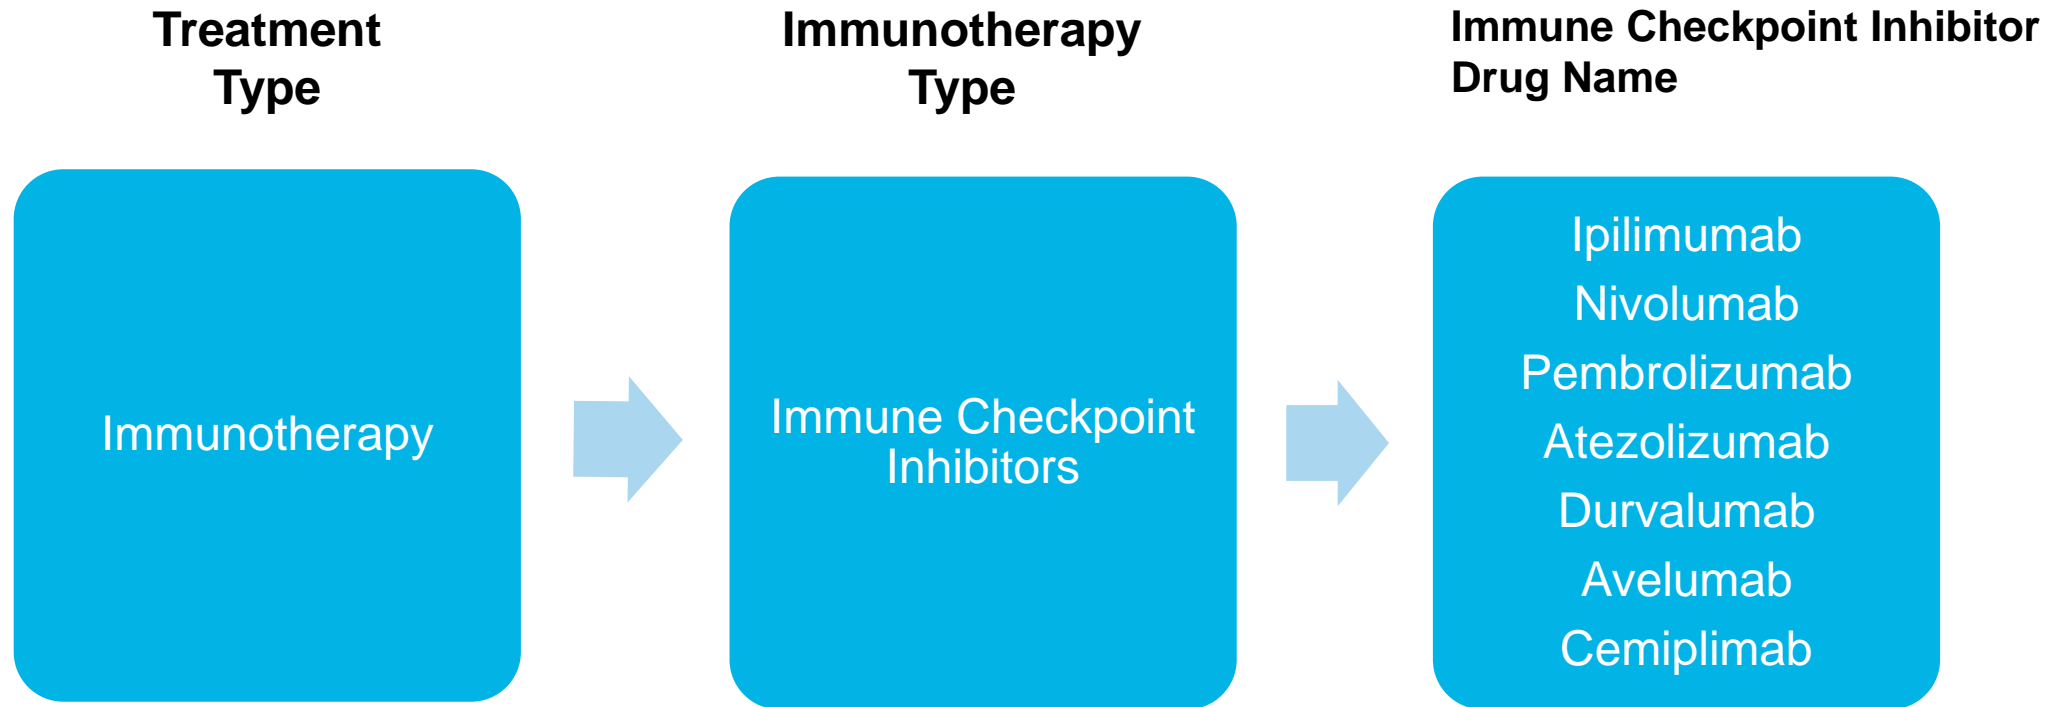 Treatment
Type
Immunotherapy
Type
Immune Checkpoint Inhibitor
Drug Name
Immunotherapy
Immune Checkpoint
Inhibitors
Ipilimumab
Nivolumab
Pembrolizumab
Atezolizumab
Durvalumab
Avelumab
Cemiplimab